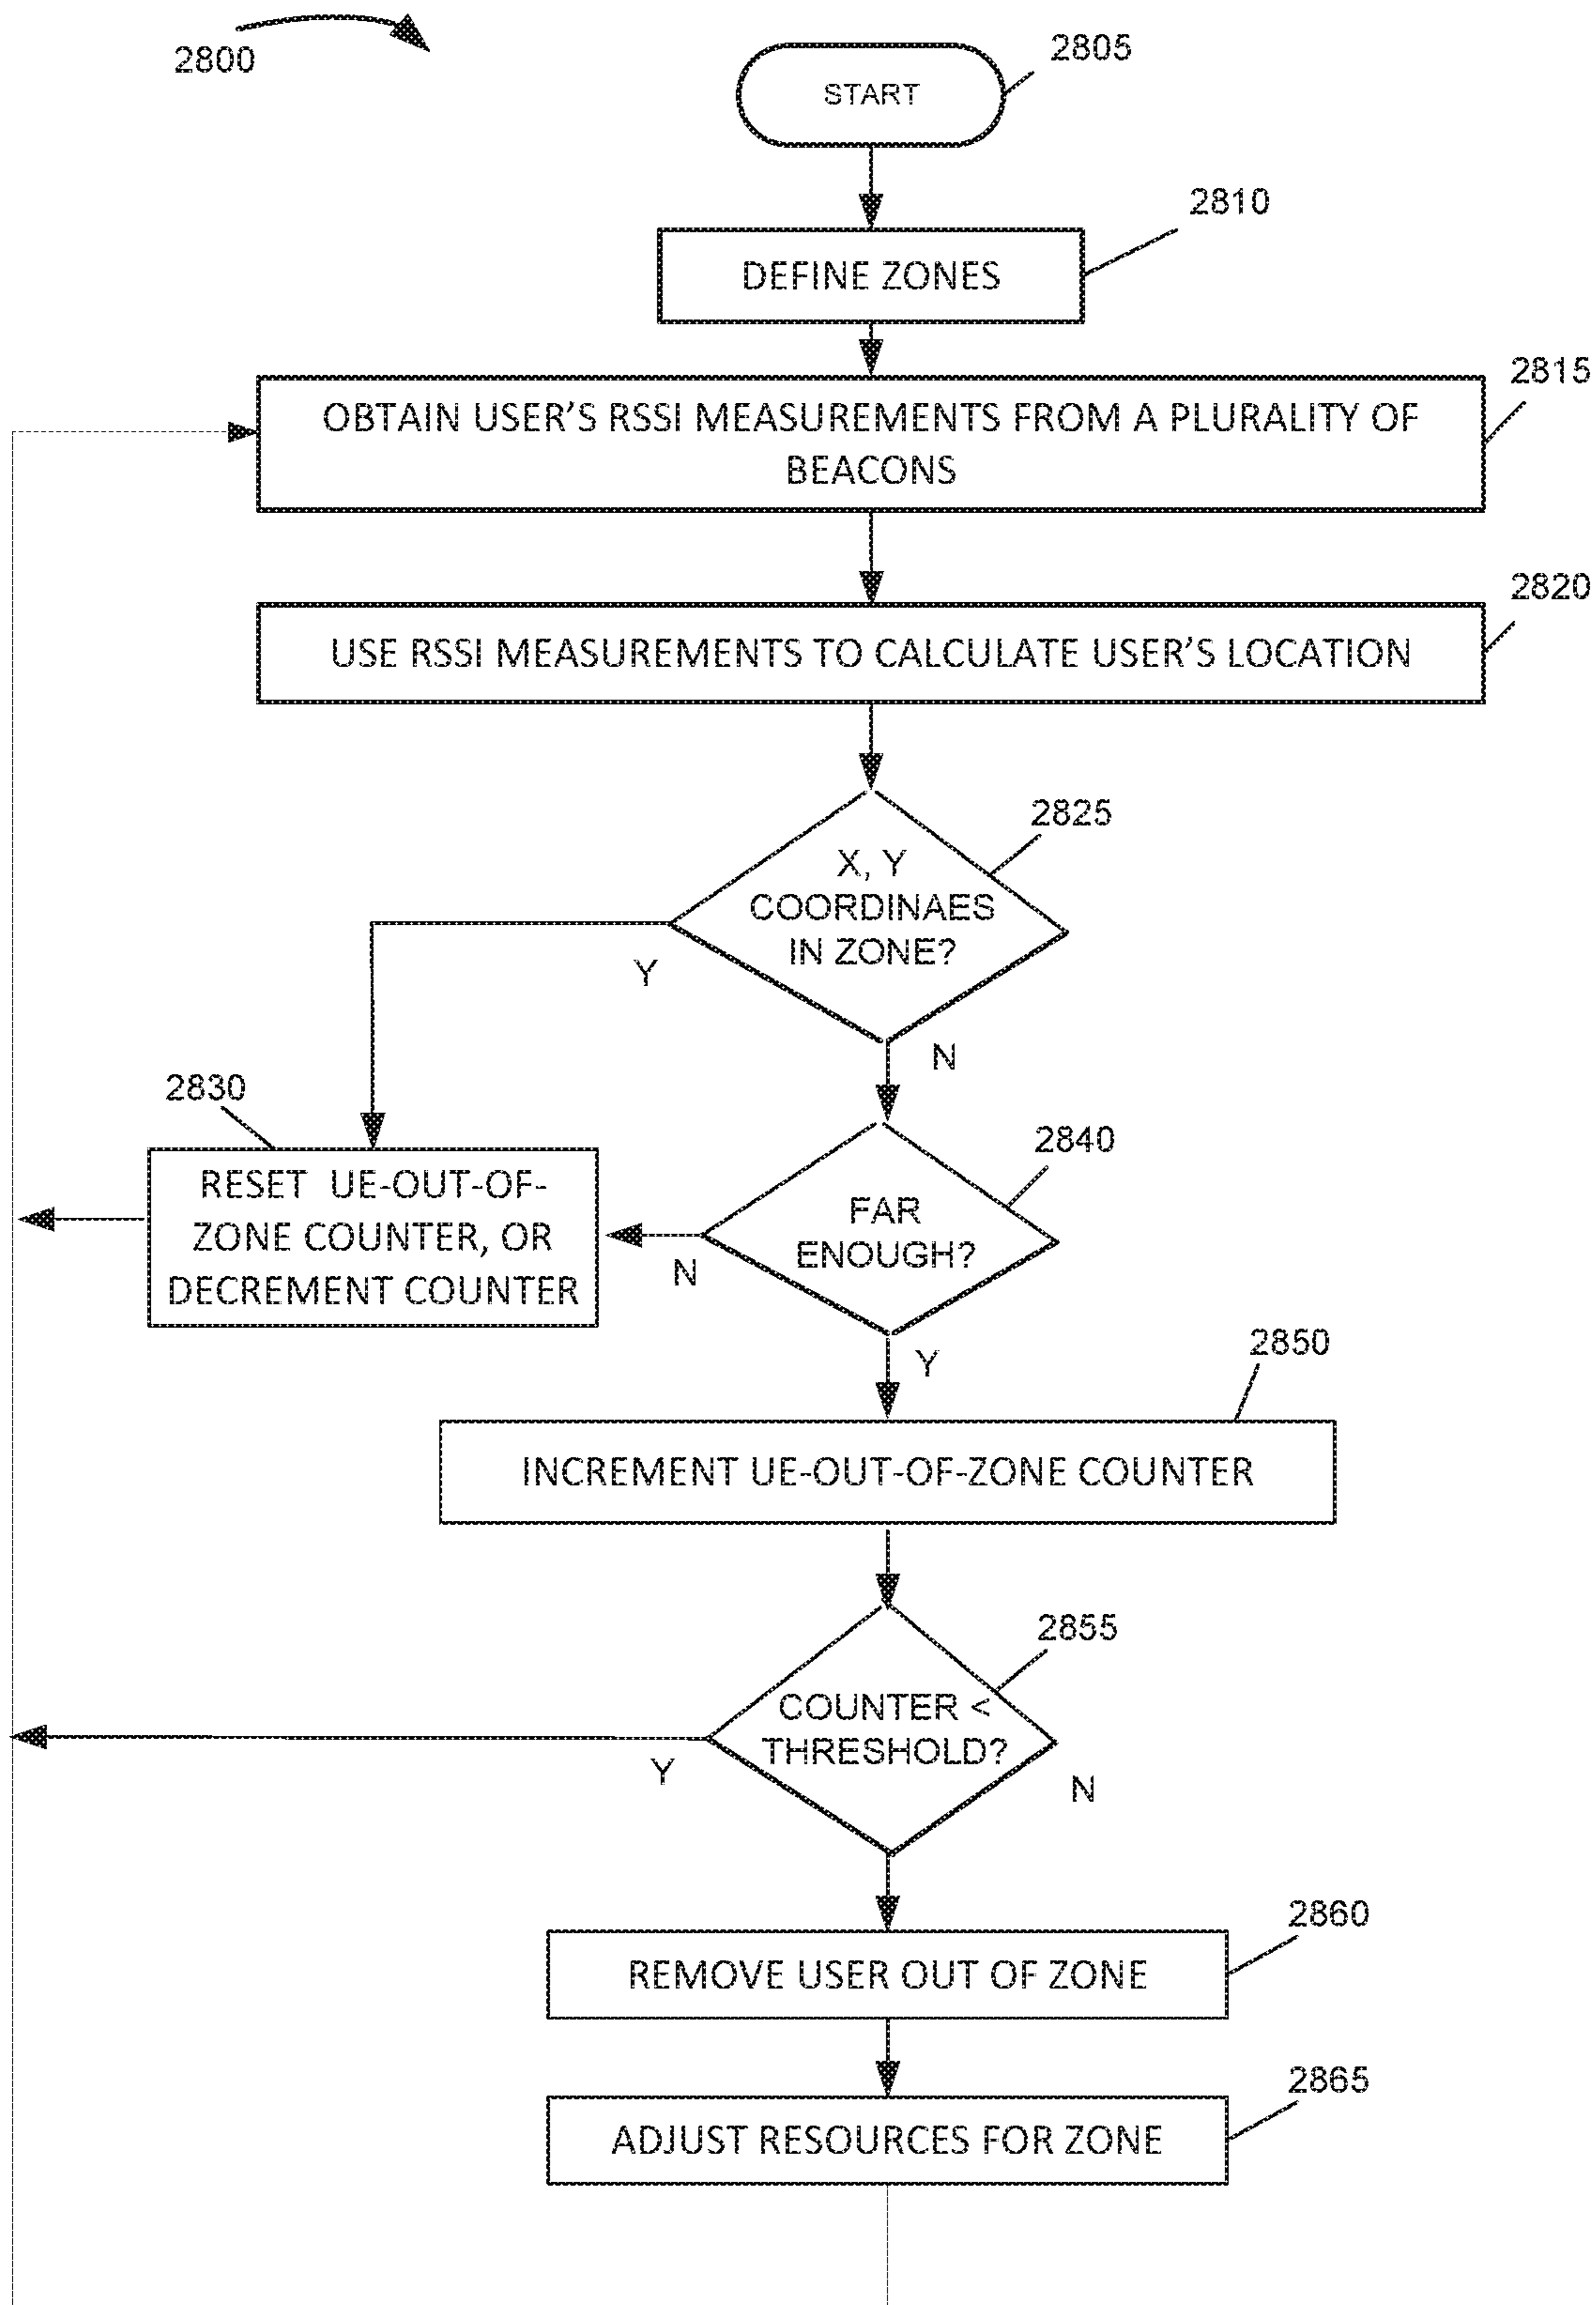 2800
2805
START
2810
DEFINE ZONES
2815
OBTAIN USER'S RSSI MEASUREMENTS FROM A PLURALITY OF
BEACONS
2820
USE RSSI MEASUREMENTS TO CALCULATE USER'S LOCATION
2825
X, Y
COORDINAES
IN ZONE?
Y
N
2830
RESET UE-OUT-OF-
ZONE COUNTER, OR
DECREMENT COUNTER
2840
FAR
ENOUGH?
N
Y
2850
INCREMENT UE-OUT-OF-ZONE COUNTER
2855
COUNTER <
THRESHOLD?
Y
N
2860
REMOVE USER OUT OF ZONE
2865
ADJUST RESOURCES FOR ZONE